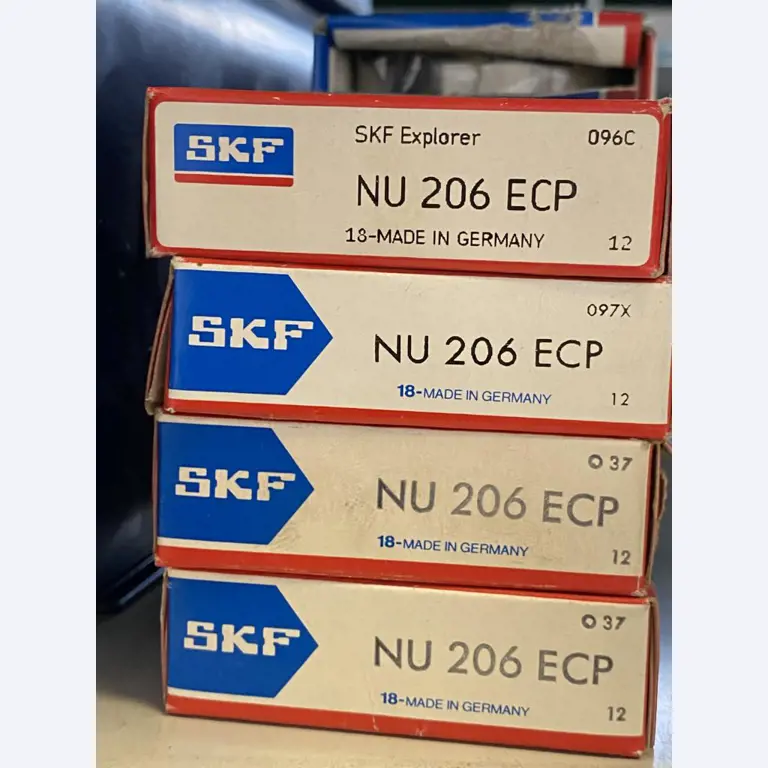 SKF
SKF Explorer 096C
NU 206 ECP
18-MADE IN GERMANY 12
SKF
097X
NU 206 ECP
18-MADE IN GERMANY 12
SKF
O 37
NU 206 ECP
18-MADE IN GERMANY 12
SKF
O 37
NU 206 ECP
18-MADE IN GERMANY 12